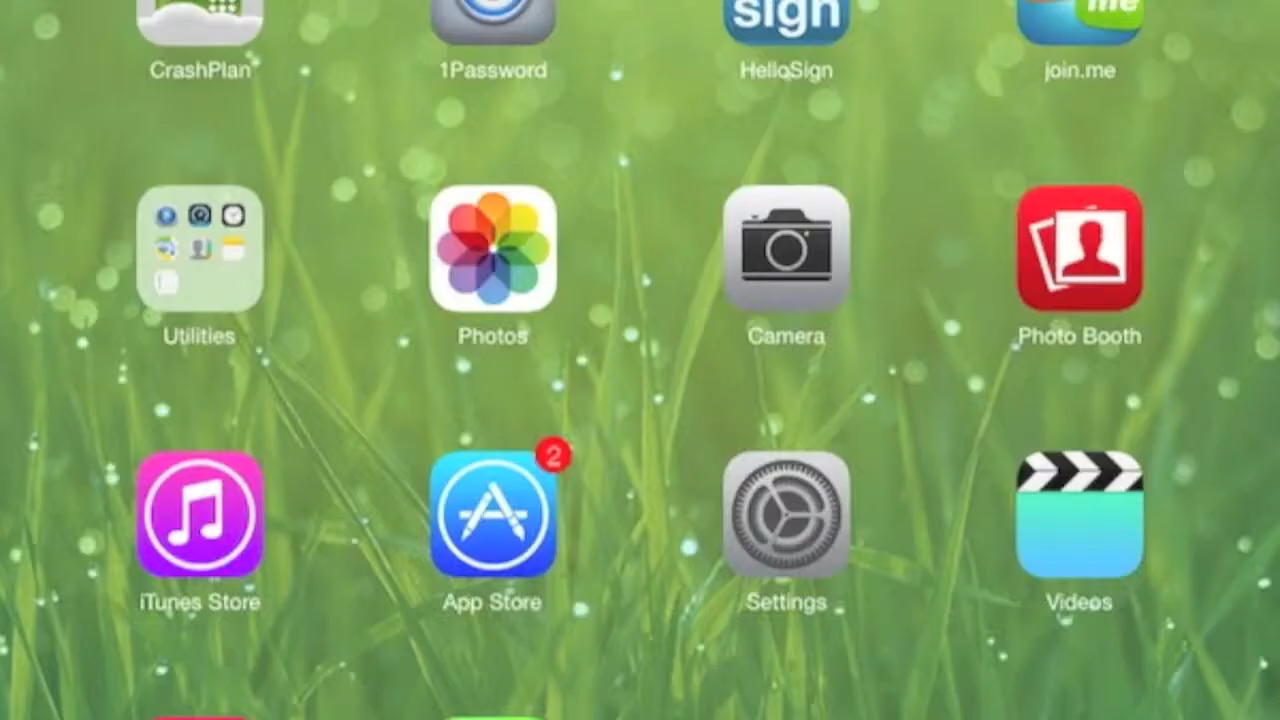 sign
me
CrashPlan
1Password
HelloSign
join.me
Utilities
Photos
Camera
Photo Booth
2
iTunes Store
App Store
Settings
Videos